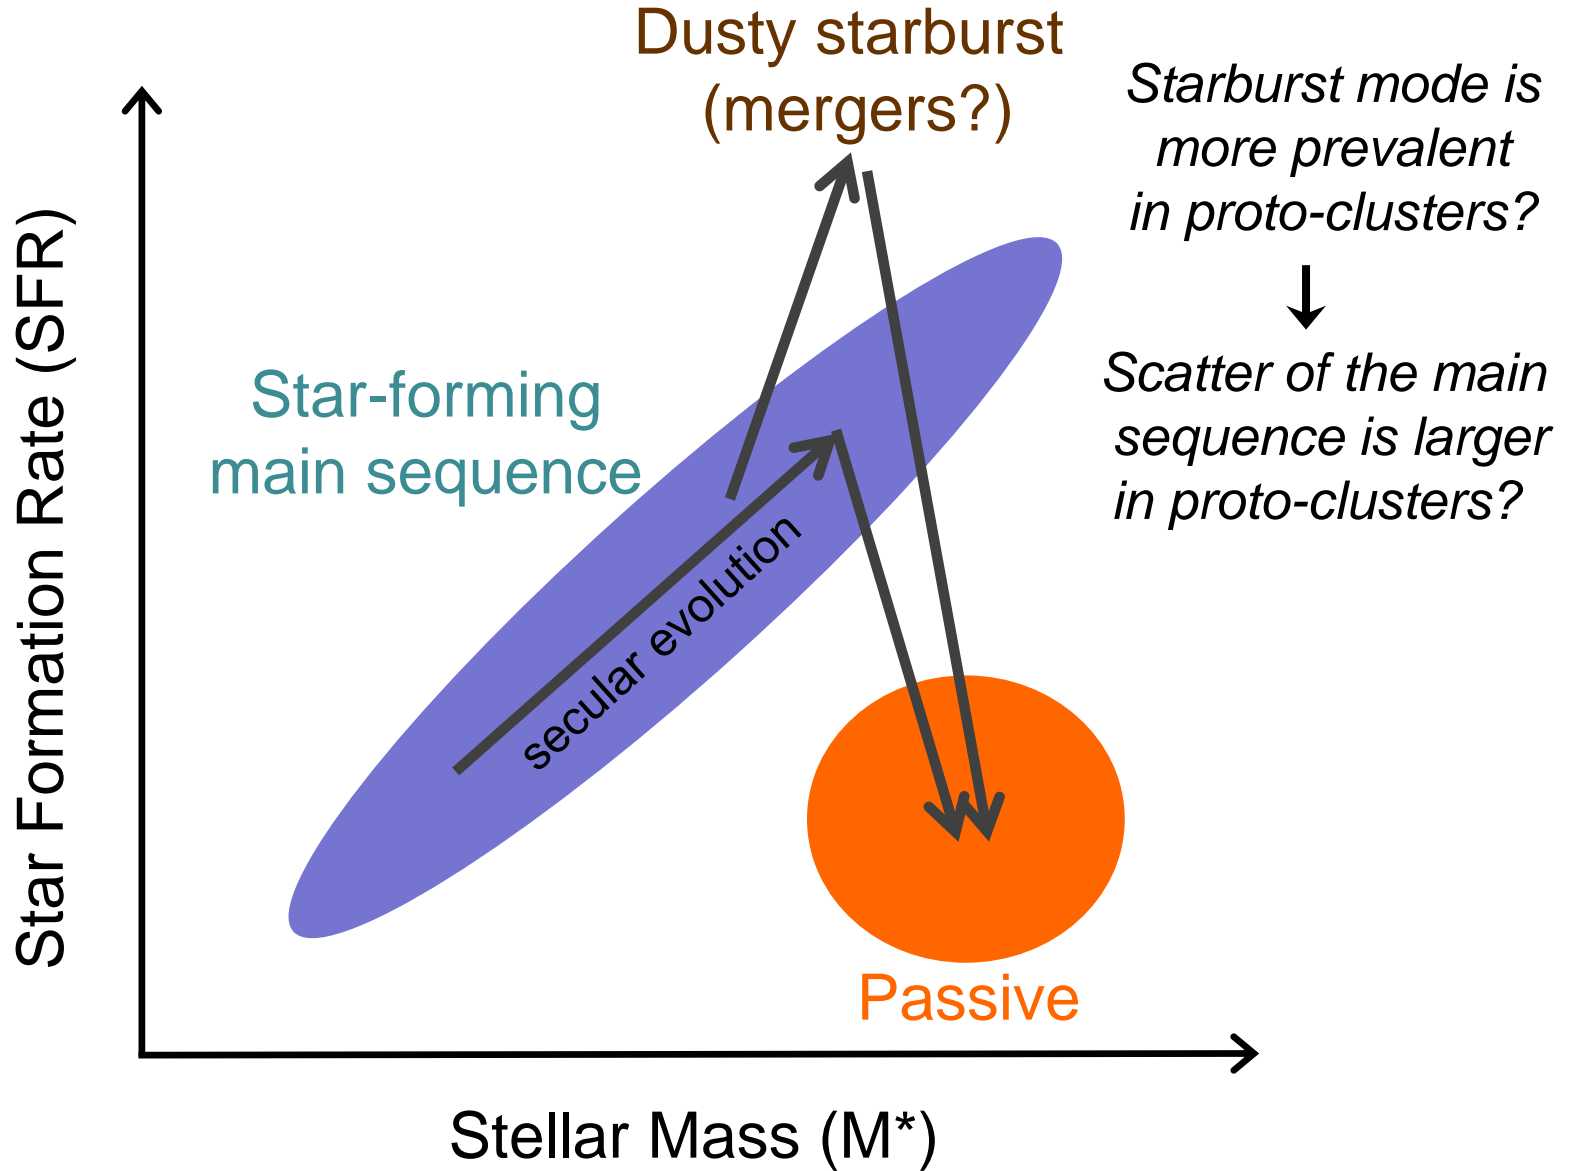 Dusty starburst
(mergers?)
Starburst mode is
more prevalent
in proto-clusters?
Scatter of the main
sequence is larger
in proto-clusters?
Star Formation Rate (SFR)
Star-forming
main sequence
secular evolution
Passive
Stellar Mass (M*)